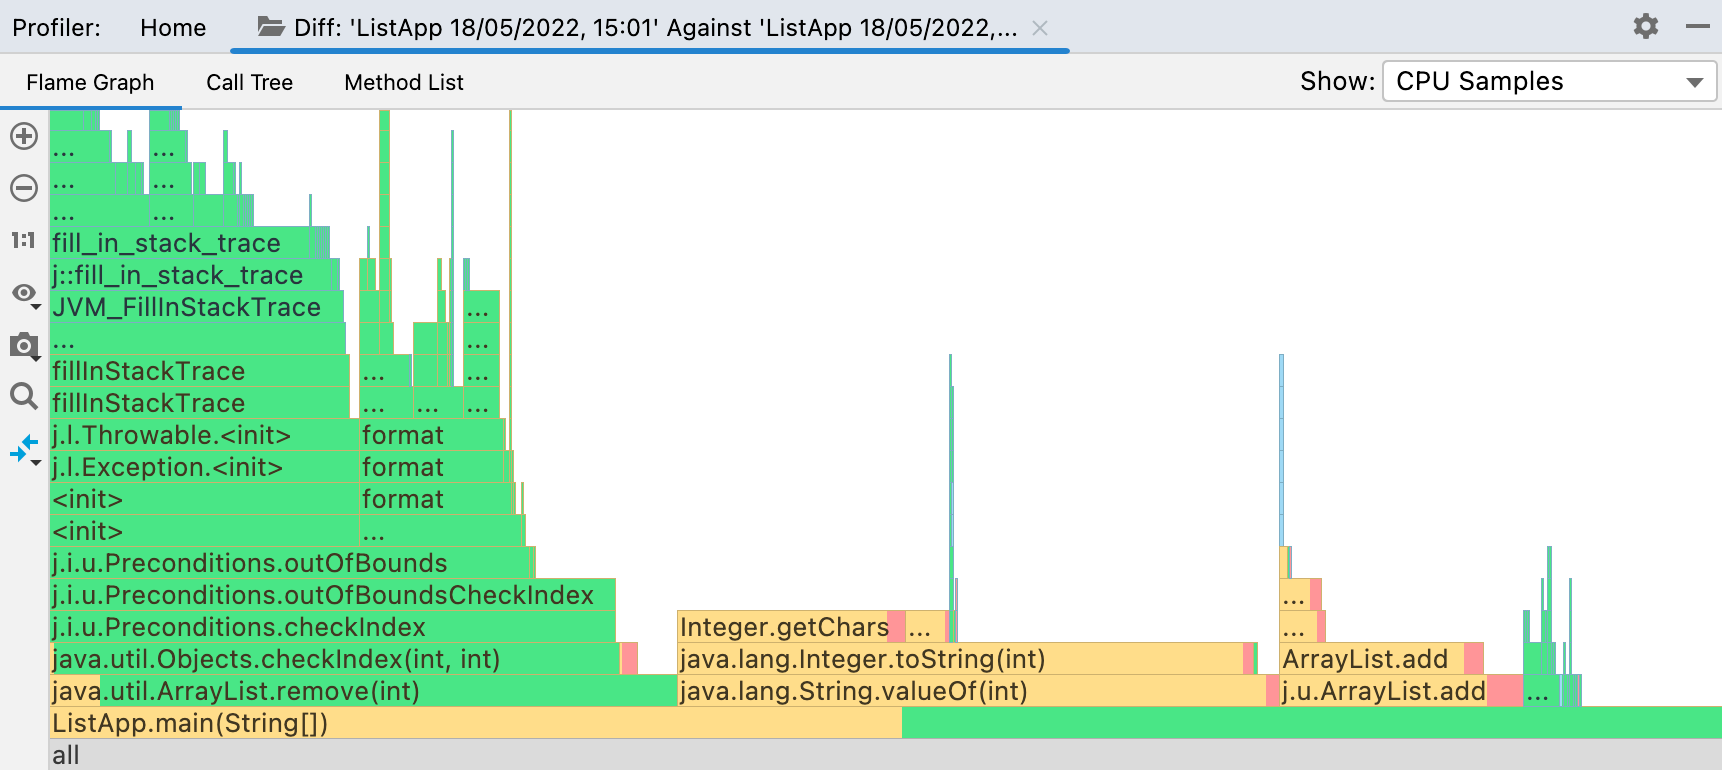 Profiler: Home Diff: 'ListApp 18/05/2022, 15:01' Against 'ListApp 18/05/2022,...
Flame Graph Call Tree Method List Show: CPU Samples
... ...
... ...
... ...
1:1 fill_in_stack_trace
j::fill_in_stack_trace
JVM_FillInStackTrace ...
... ...
fillInStackTrace ... ...
fillInStackTrace ... ... ...
j.l.Throwable.<init> format
j.l.Exception.<init> format
<init> format
<init> ...
j.i.u.Preconditions.outOfBounds
j.i.u.Preconditions.outOfBoundsCheckIndex ...
j.i.u.Preconditions.checkIndex Integer.getChars ... ...
java.util.Objects.checkIndex(int, int) java.lang.Integer.toString(int) ArrayList.add
java.util.ArrayList.remove(int) java.lang.String.valueOf(int) j.u.ArrayList.add ...
ListApp.main(String[])
all